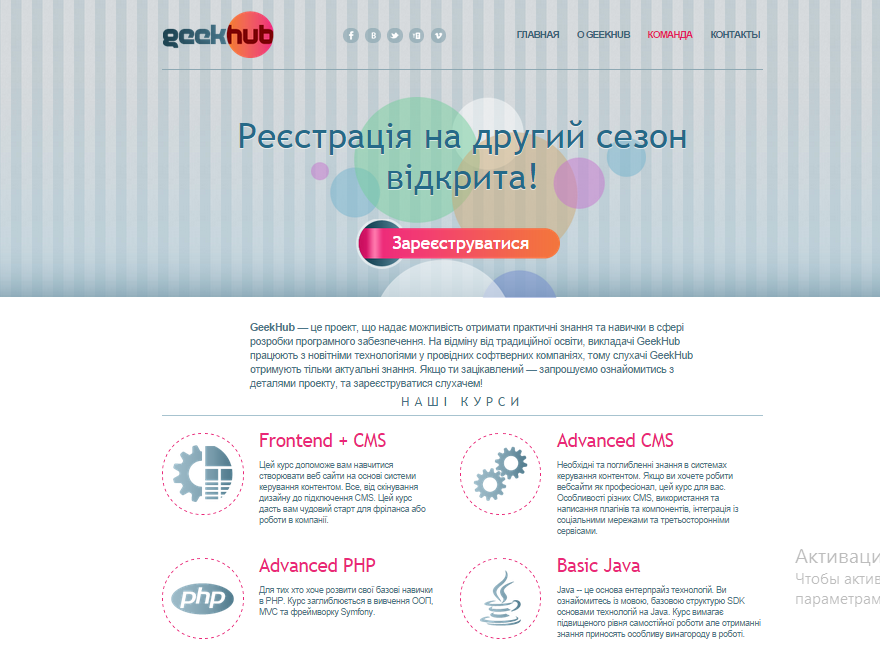 geekhub
ГЛАВНАЯ О GEEKHUB КОМАНДА КОНТАКТЫ
Реєстрація на другий сезон
відкрита!
Зареєструватися
GeekHub — це проект, що надає можливість отримати практичні знання та навички в сфері
розробки програмного забезпечення. На відміну від традиційної освіти, викладачі GeekHub
працюють з новітніми технологіями у провідних софтверних компаніях, тому слухачі GeekHub
отримують тільки актуальні знання. Якщо ти зацікавлений — запрошуємо ознайомитись з
деталями проекту, та зареєструватися слухачем!
НАШІ КУРСИ
Frontend + CMS
Цей курс допоможе вам навчитися
створювати веб сайти на основі системи
керування контентом. Все, від скінування
дизайну до підключення CMS. Цей курс
дасть вам чудовий старт для фріланса або
роботи в компанії.
Advanced CMS
Необхідні та поглибленні знання в системах
керування контентом. Якщо ви хочете робити
вебсайти як професіонал, цей курс для вас.
Особливості різних CMS, використання та
написання плагінів та компонентів, інтеграція із
соціальними мережами та третьосторонніми
сервісами.
Advanced PHP
php
Для тих хто хоче розвити свої базові навички
в PHP. Курс заглиблюється в вивчення ООП,
MVC та фреймворку Symfony.
Basic Java
Java – це основа ентерпрайз технологій. Ви
ознайомитесь із мовою, базовою структурю SDK
основами технологій на Java. Курс вимагає
підвищеного рівня самостійної роботи але отриманні
знання приносять особливу винагороду в роботі.
Активаци
Чтобы актив
параметрам